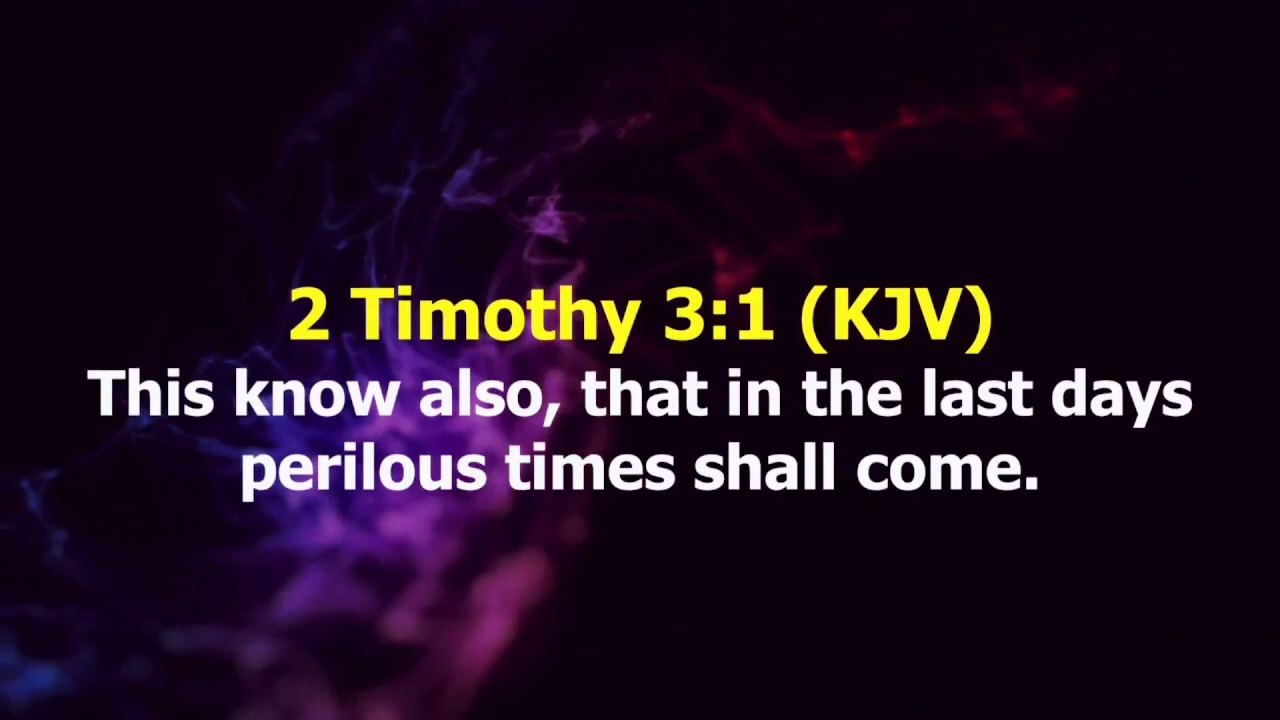 2 Timothy 3:1 (KJV)
This know also, that in the last days
perilous times shall come.